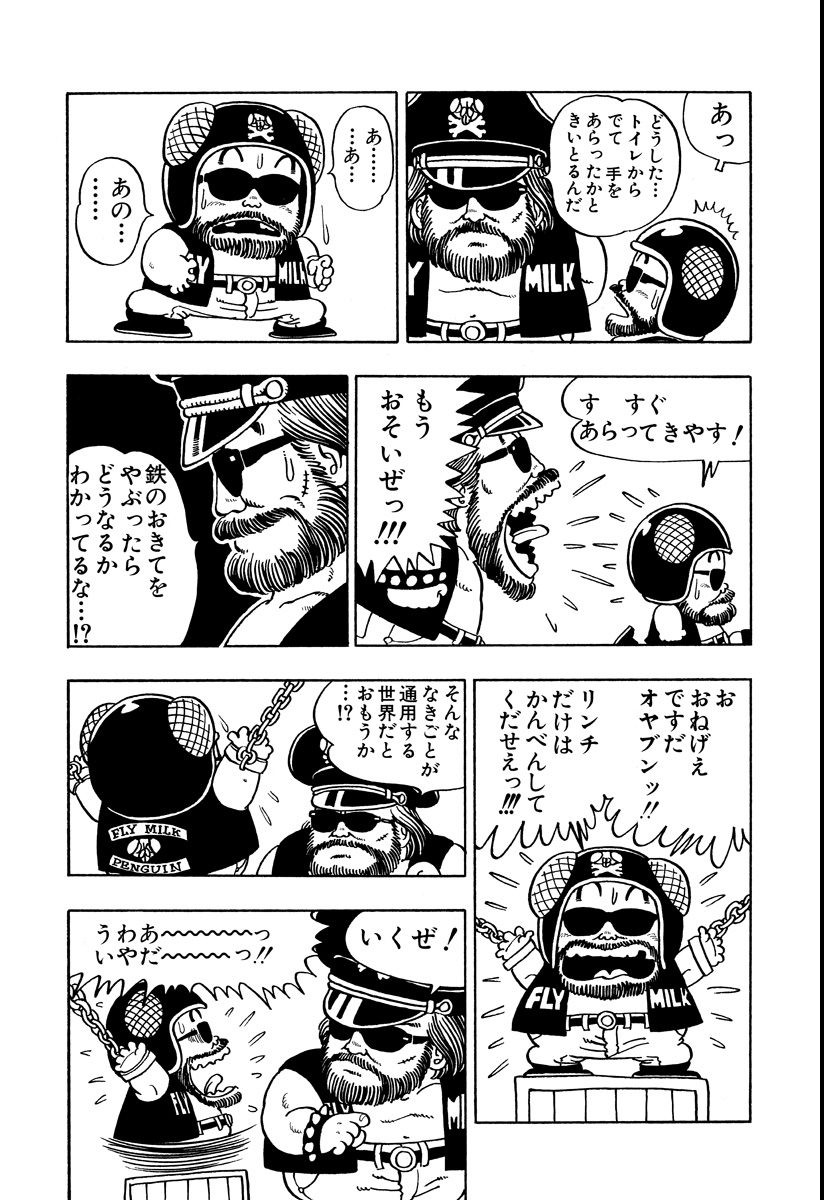 あっ
どうした…
トイレから
でて 手を
あらったかと
きいとるんだ
FLY
MILK
あ……
…あ…
あの…
……
FLY
MILK
す すぐ
あらってきやす！
もう
おそいぜっ!!!
鉄のおきてを
やぶったら
どうなるか
わかってるな…!?
お
おねげえ
ですだ
オヤブンッ!!
リンチ
だけは
かんべんして
くだせえっ!!!
FLY
MILK
そんな
なきごとが
通用する
世界だと
おもうか
…!?
FLY MILK
PENGUIN
いくぜ！
うわあ〜〜〜〜〜っ
いやだ〜〜〜〜っ!!